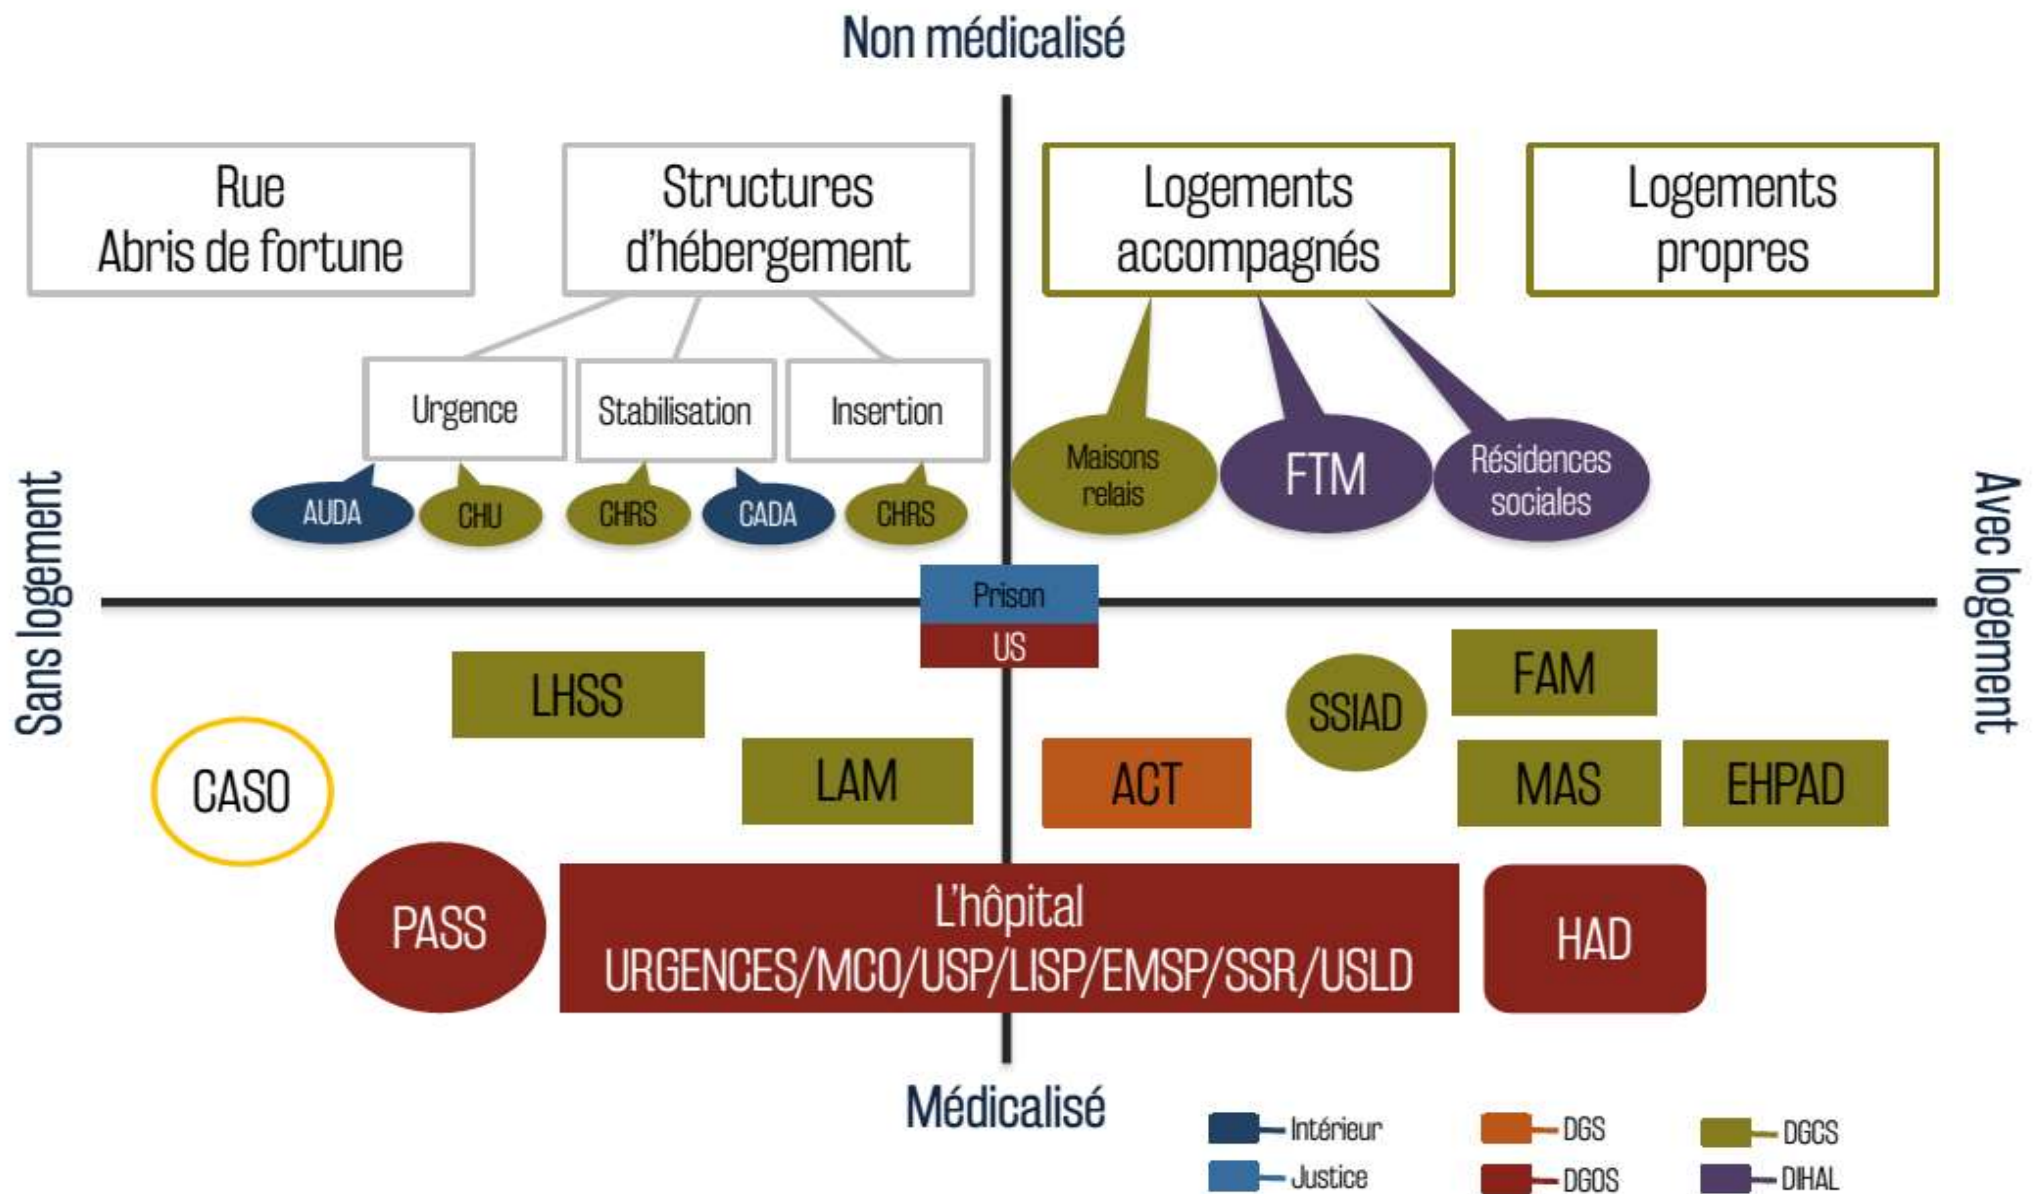 Non médicalisé
Rue
Abris de fortune
Structures
d'hébergement
Logements
accompagnés
Logements
propres
Urgence
Stabilisation
Insertion
AUDA
CHU
CHRS
CADA
CHRS
Maisons
relais
FTM
Résidences
sociales
Sans logement
Avec logement
Prison
US
LHSS
LAM
CASO
ACT
SSIAD
FAM
MAS
EHPAD
PASS
L'hôpital
URGENCES/MCO/USP/LISP/EMSP/SSR/USLD
HAD
Médicalisé
Intérieur
DGS
DGCS
Justice
DGOS
DIHAL